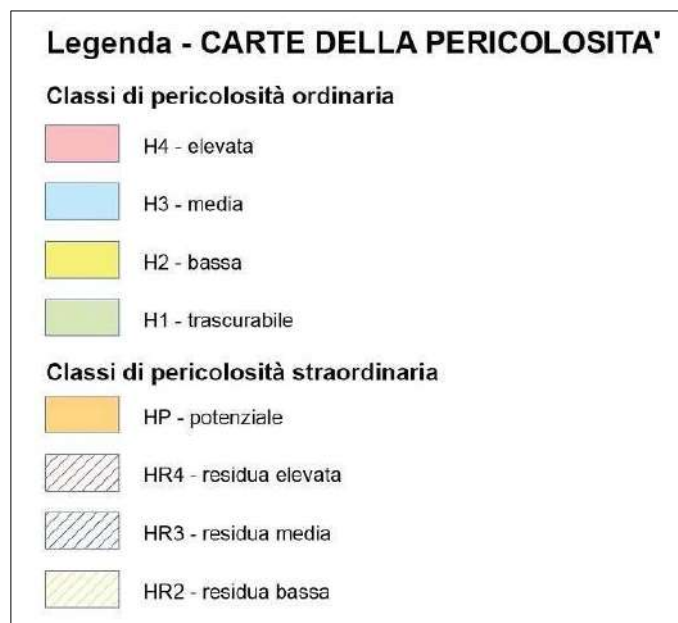 Legenda - CARTE DELLA PERICOLOSITA'
Classi di pericolosità ordinaria
H4 - elevata
H3 - media
H2 - bassa
H1 - trascurabile
Classi di pericolosità straordinaria
HP - potenziale
HR4 - residua elevata
HR3 - residua media
HR2 - residua bassa